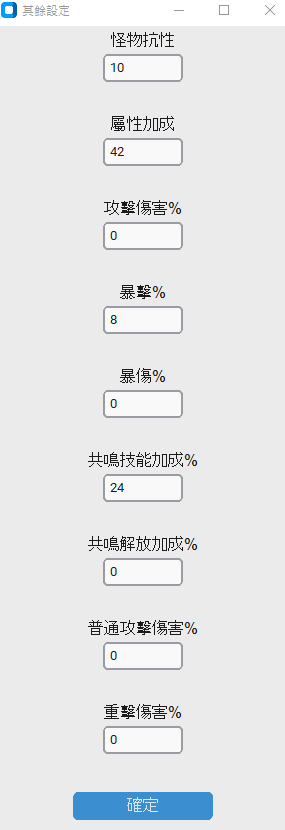 其餘設定
怪物抗性
10
屬性加成
42
攻擊傷害%
0
暴擊%
8
暴傷%
0
共鳴技能加成%
24
共鳴解放加成%
0
普通攻擊傷害%
0
重擊傷害%
0
確定